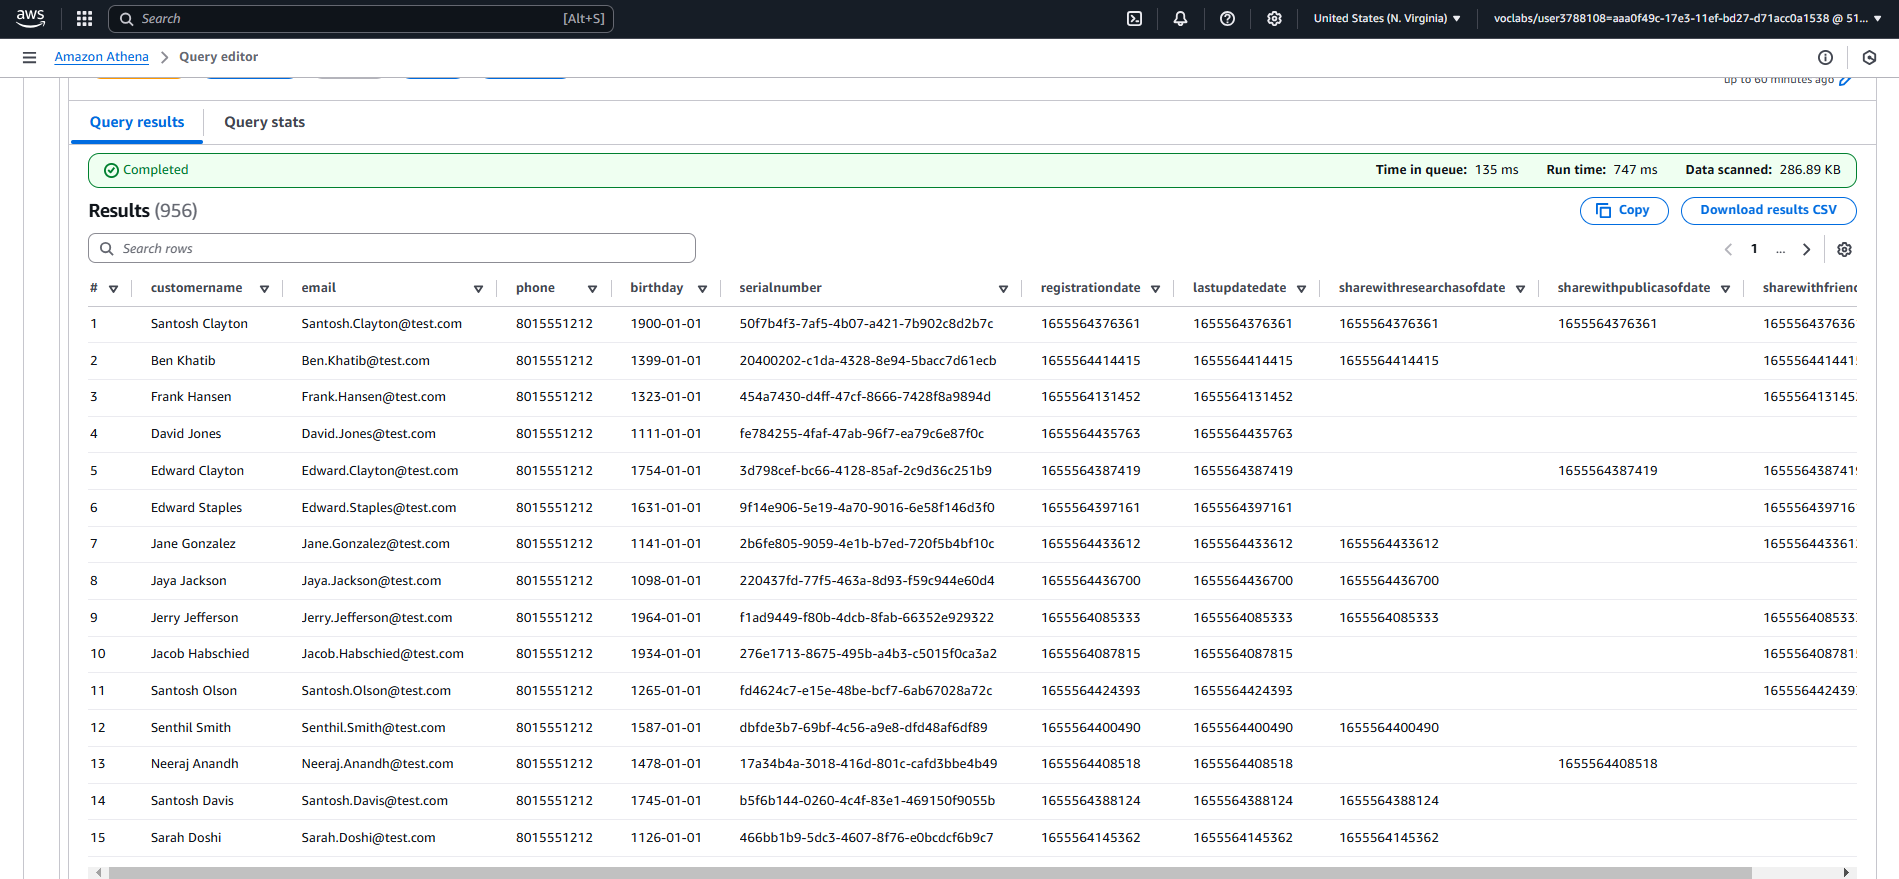 aws Search [Alt+S] United States (N. Virginia) voclabs/user3788108=aaa0f49c-17e3-11ef-bd27-d71acc0a1538 @ 51...
Amazon Athena Query editor
up to 60 minutes ago
Query results Query stats
Completed Time in queue: 135 ms Run time: 747 ms Data scanned: 286.89 KB
Results (956) Copy Download results CSV
Search rows 1 ...
# customername email phone birthday serialnumber registrationdate lastupdatedate sharewithresearchasofdate sharewithpublicasofdate sharewithfriend
1 Santosh Clayton Santosh.Clayton@test.com 8015551212 1900-01-01 50f7b4f3-7af5-4b07-a421-7b902c8d2b7c 1655564376361 1655564376361 1655564376361 1655564376361 165556437636
2 Ben Khatib Ben.Khatib@test.com 8015551212 1399-01-01 20400202-c1da-4328-8e94-5bacc7d61ecb 1655564414415 1655564414415 1655564414415 165556441441
3 Frank Hansen Frank.Hansen@test.com 8015551212 1323-01-01 454a7430-d4ff-47cf-8666-7428f8a9894d 1655564131452 1655564131452 165556413145
4 David Jones David.Jones@test.com 8015551212 1111-01-01 fe784255-4faf-47ab-96f7-ea79c6e87f0c 1655564435763 1655564435763
5 Edward Clayton Edward.Clayton@test.com 8015551212 1754-01-01 3d798cef-bc66-4128-85af-2c9d36c251b9 1655564387419 1655564387419 1655564387419 165556438741
6 Edward Staples Edward.Staples@test.com 8015551212 1631-01-01 9f14e906-5e19-4a70-9016-6e58f146d3f0 1655564397161 1655564397161 165556439716
7 Jane Gonzalez Jane.Gonzalez@test.com 8015551212 1141-01-01 2b6fe805-9059-4e1b-b7ed-720f5b4bf10c 1655564433612 1655564433612 1655564433612 165556443361
8 Jaya Jackson Jaya.Jackson@test.com 8015551212 1098-01-01 220437fd-77f5-463a-8d93-f59c944e60d4 1655564436700 1655564436700 1655564436700
9 Jerry Jefferson Jerry.Jefferson@test.com 8015551212 1964-01-01 f1ad9449-f80b-4dcb-8fab-66352e929322 1655564085333 1655564085333 1655564085333 165556408533
10 Jacob Habschied Jacob.Habschied@test.com 8015551212 1934-01-01 276e1713-8675-495b-a4b3-c5015f0ca3a2 1655564087815 1655564087815 165556408781
11 Santosh Olson Santosh.Olson@test.com 8015551212 1265-01-01 fd4624c7-e15e-48be-bcf7-6ab67028a72c 1655564424393 1655564424393 165556442439
12 Senthil Smith Senthil.Smith@test.com 8015551212 1587-01-01 dbfde3b7-69bf-4c56-a9e8-dfd48af6df89 1655564400490 1655564400490 1655564400490
13 Neeraj Anandh Neeraj.Anandh@test.com 8015551212 1478-01-01 17a34b4a-3018-416d-801c-cafd3bbe4b49 1655564408518 1655564408518 1655564408518
14 Santosh Davis Santosh.Davis@test.com 8015551212 1745-01-01 b5f6b144-0260-4c4f-83e1-469150f9055b 1655564388124 1655564388124 1655564388124
15 Sarah Doshi Sarah.Doshi@test.com 8015551212 1126-01-01 466bb1b9-5dc3-4607-8f76-e0bcdcf6b9c7 1655564145362 1655564145362 1655564145362